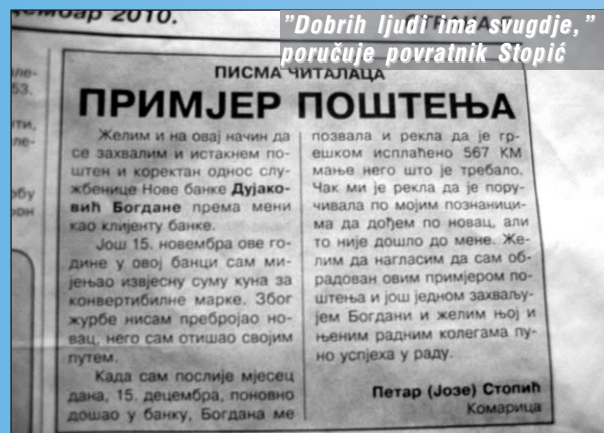 "Dobrih ljudi ima svugdje,"
poručuje povratnik Stopić
2010.
53.
ПИСМА ЧИТАЛАЦА
ПРИМЈЕР ПОШТЕЊА
Желим и на овај начин да
се захвалим и истакнем по-
штен и коректан однос слу-
жбенице Нове банке Дујако-
вић Богдане према мени
као клијенту банке.
Још 15. новембра ове го-
дине у овој банци сам ми-
јењао извјесну суму куна за
конвертибилне марке. Због
журбе нисам пребројао но-
вац, него сам отишао својим
путем.
Када сам послије мјесец
дана, 15. децембра, поновно
дошао у банку, Богдана ме
позвала и рекла да је гр-
ешком исплаћено 567 КМ
мање него што је требало.
Чак ми је рекла да је пору-
чивала по мојим познаници-
ма да дођем по новац, али
то није дошло до мене. Же-
лим да нагласим да сам об-
радован овим примјером по-
штења и још једном захваљу-
јем Богдани и желим њој и
њеним радним колегама пу-
но успјеха у раду.
Петар (Јозе) Стопић
Комарица